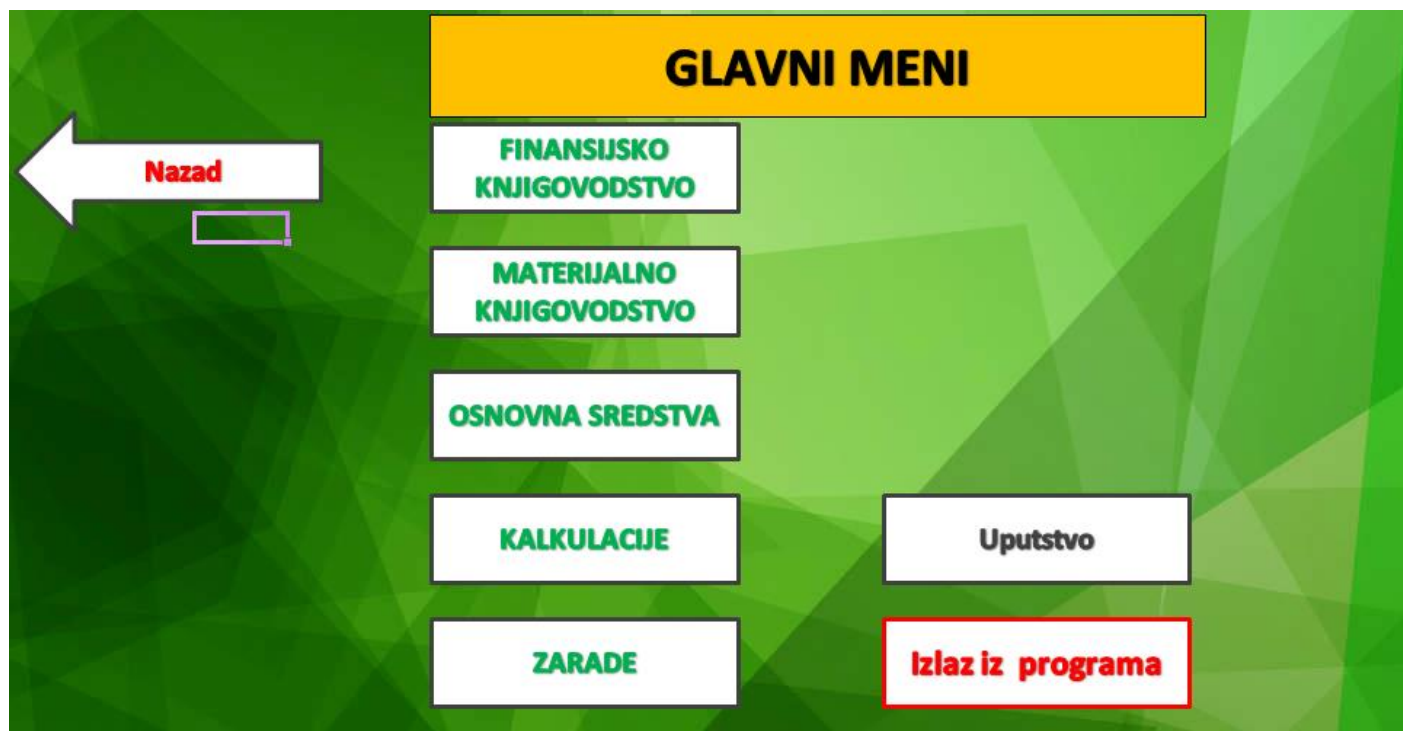 GLAVNI MENI
Nazad
FINANSIJSKO
KNJIGOVODSTVO
MATERIJALNO
KNJIGOVODSTVO
OSNOVNA SREDSTVA
KALKULACIJE
Uputstvo
ZARADE
Izlaz iz programa